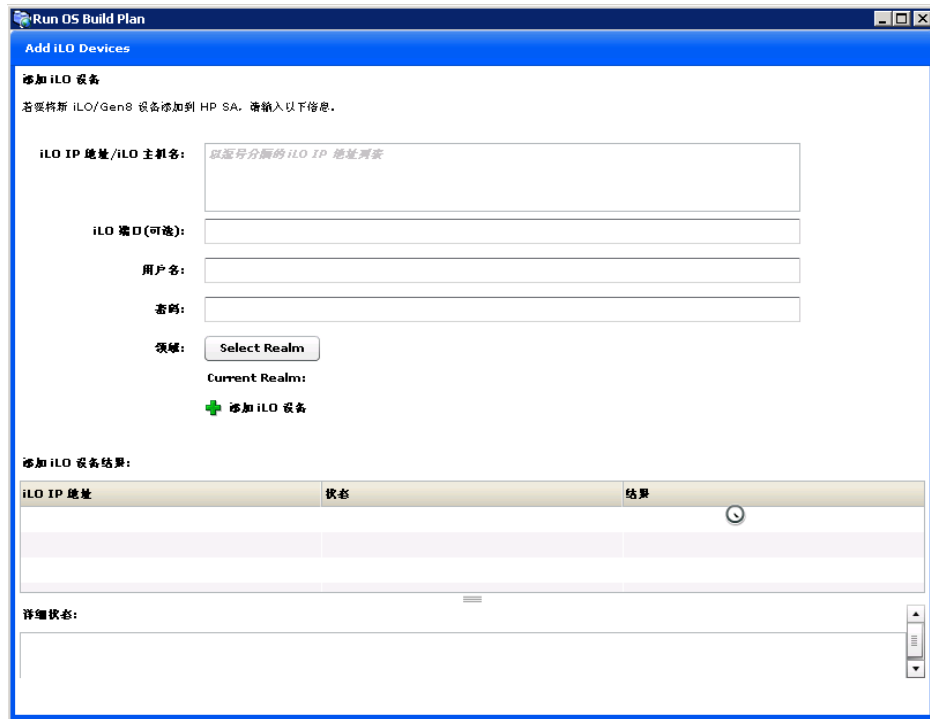 Run OS Build Plan
Add iLO Devices
添加 iLO 设备
若要将新 iLO/Gen8 设备添加到 HP SA，请输入以下信息.
iLO IP 地址/iLO 主机名:
以逗号分隔的 iLO IP 地址列表
iLO 端口(可选):
用户名:
密码:
领域:
Select Realm
Current Realm:
添加 iLO 设备
添加 iLO 设备结果:
iLO IP 地址 状态 结果
详细状态: